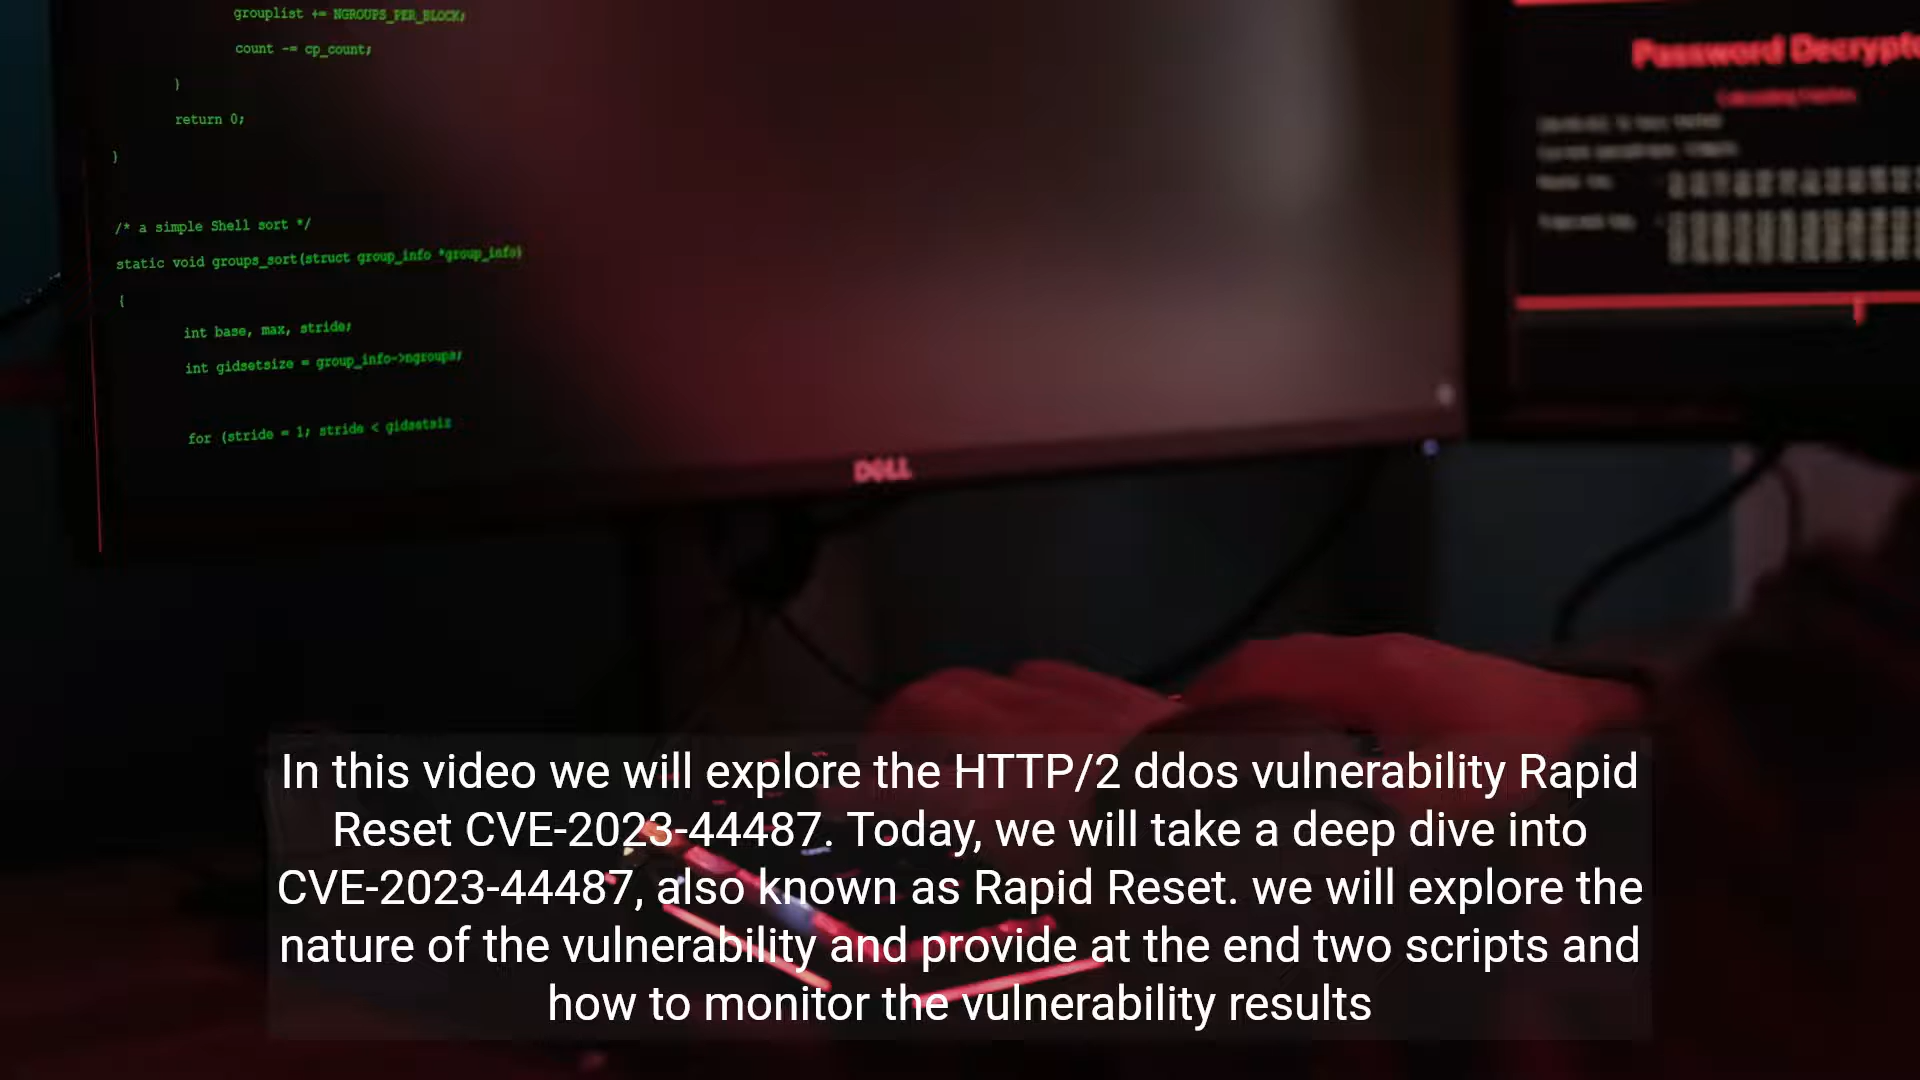 grouplist += NGROUPS_PER_BLOCK;
count -= cp_count;
}
return 0;
}
/* a simple Shell sort */
static void groups_sort(struct group_info *group_info)
{
int base, max, stride;
int gidsetsize = group_info->ngroups;
for (stride = 1; stride < gidsetsiz
DELL
Password
In this video we will explore the HTTP/2 ddos vulnerability Rapid
Reset CVE-2023-44487. Today, we will take a deep dive into
CVE-2023-44487, also known as Rapid Reset. we will explore the
nature of the vulnerability and provide at the end two scripts and
how to monitor the vulnerability results